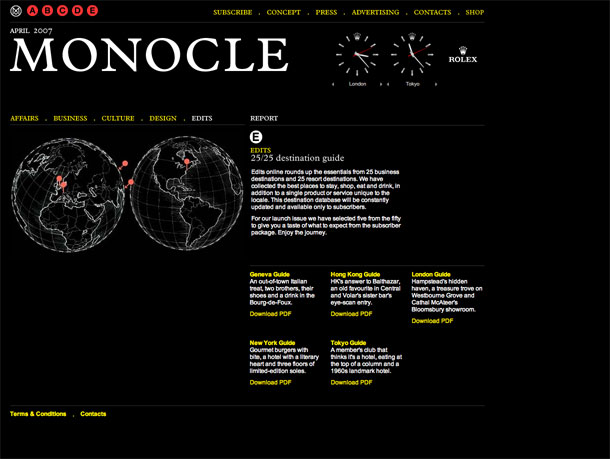 A B C D E
SUBSCRIBE . CONCEPT . PRESS . ADVERTISING . CONTACTS . SHOP
APRIL 2007
MONOCLE
London
Tokyo
ROLEX
AFFAIRS . BUSINESS . CULTURE . DESIGN . EDITS
REPORT
E
EDITS
25/25 destination guide
Edits online rounds up the essentials from 25 business
destinations and 25 resort destinations. We have
collected the best places to stay, shop, eat and drink, in
addition to a single product or service unique to the
locale. This destination database will be constantly
updated and available only to subscribers.
For our launch issue we have selected five from the fifty
to give you a taste of what to expect from the subscriber
package. Enjoy the journey.
Geneva Guide
An out-of-town Italian
treat, two brothers, their
shoes and a drink in the
Bourg-de-Foux.
Download PDF
Hong Kong Guide
HK's answer to Balthazar,
an old favourite in Central
and Volar's sister bar's
eye-scan entry.
Download PDF
London Guide
Hampstead's hidden
haven, a treasure trove on
Westbourne Grove and
Cathal McAteer's
Bloomsbury showroom.
Download PDF
New York Guide
Gourmet burgers with
bite, a hotel with a literary
heart and three floors of
limited-edition soles.
Download PDF
Tokyo Guide
A member's club that
thinks it's a hotel, eating at
the top of a column and a
1960s landmark hotel.
Download PDF
Terms & Conditions . Contacts